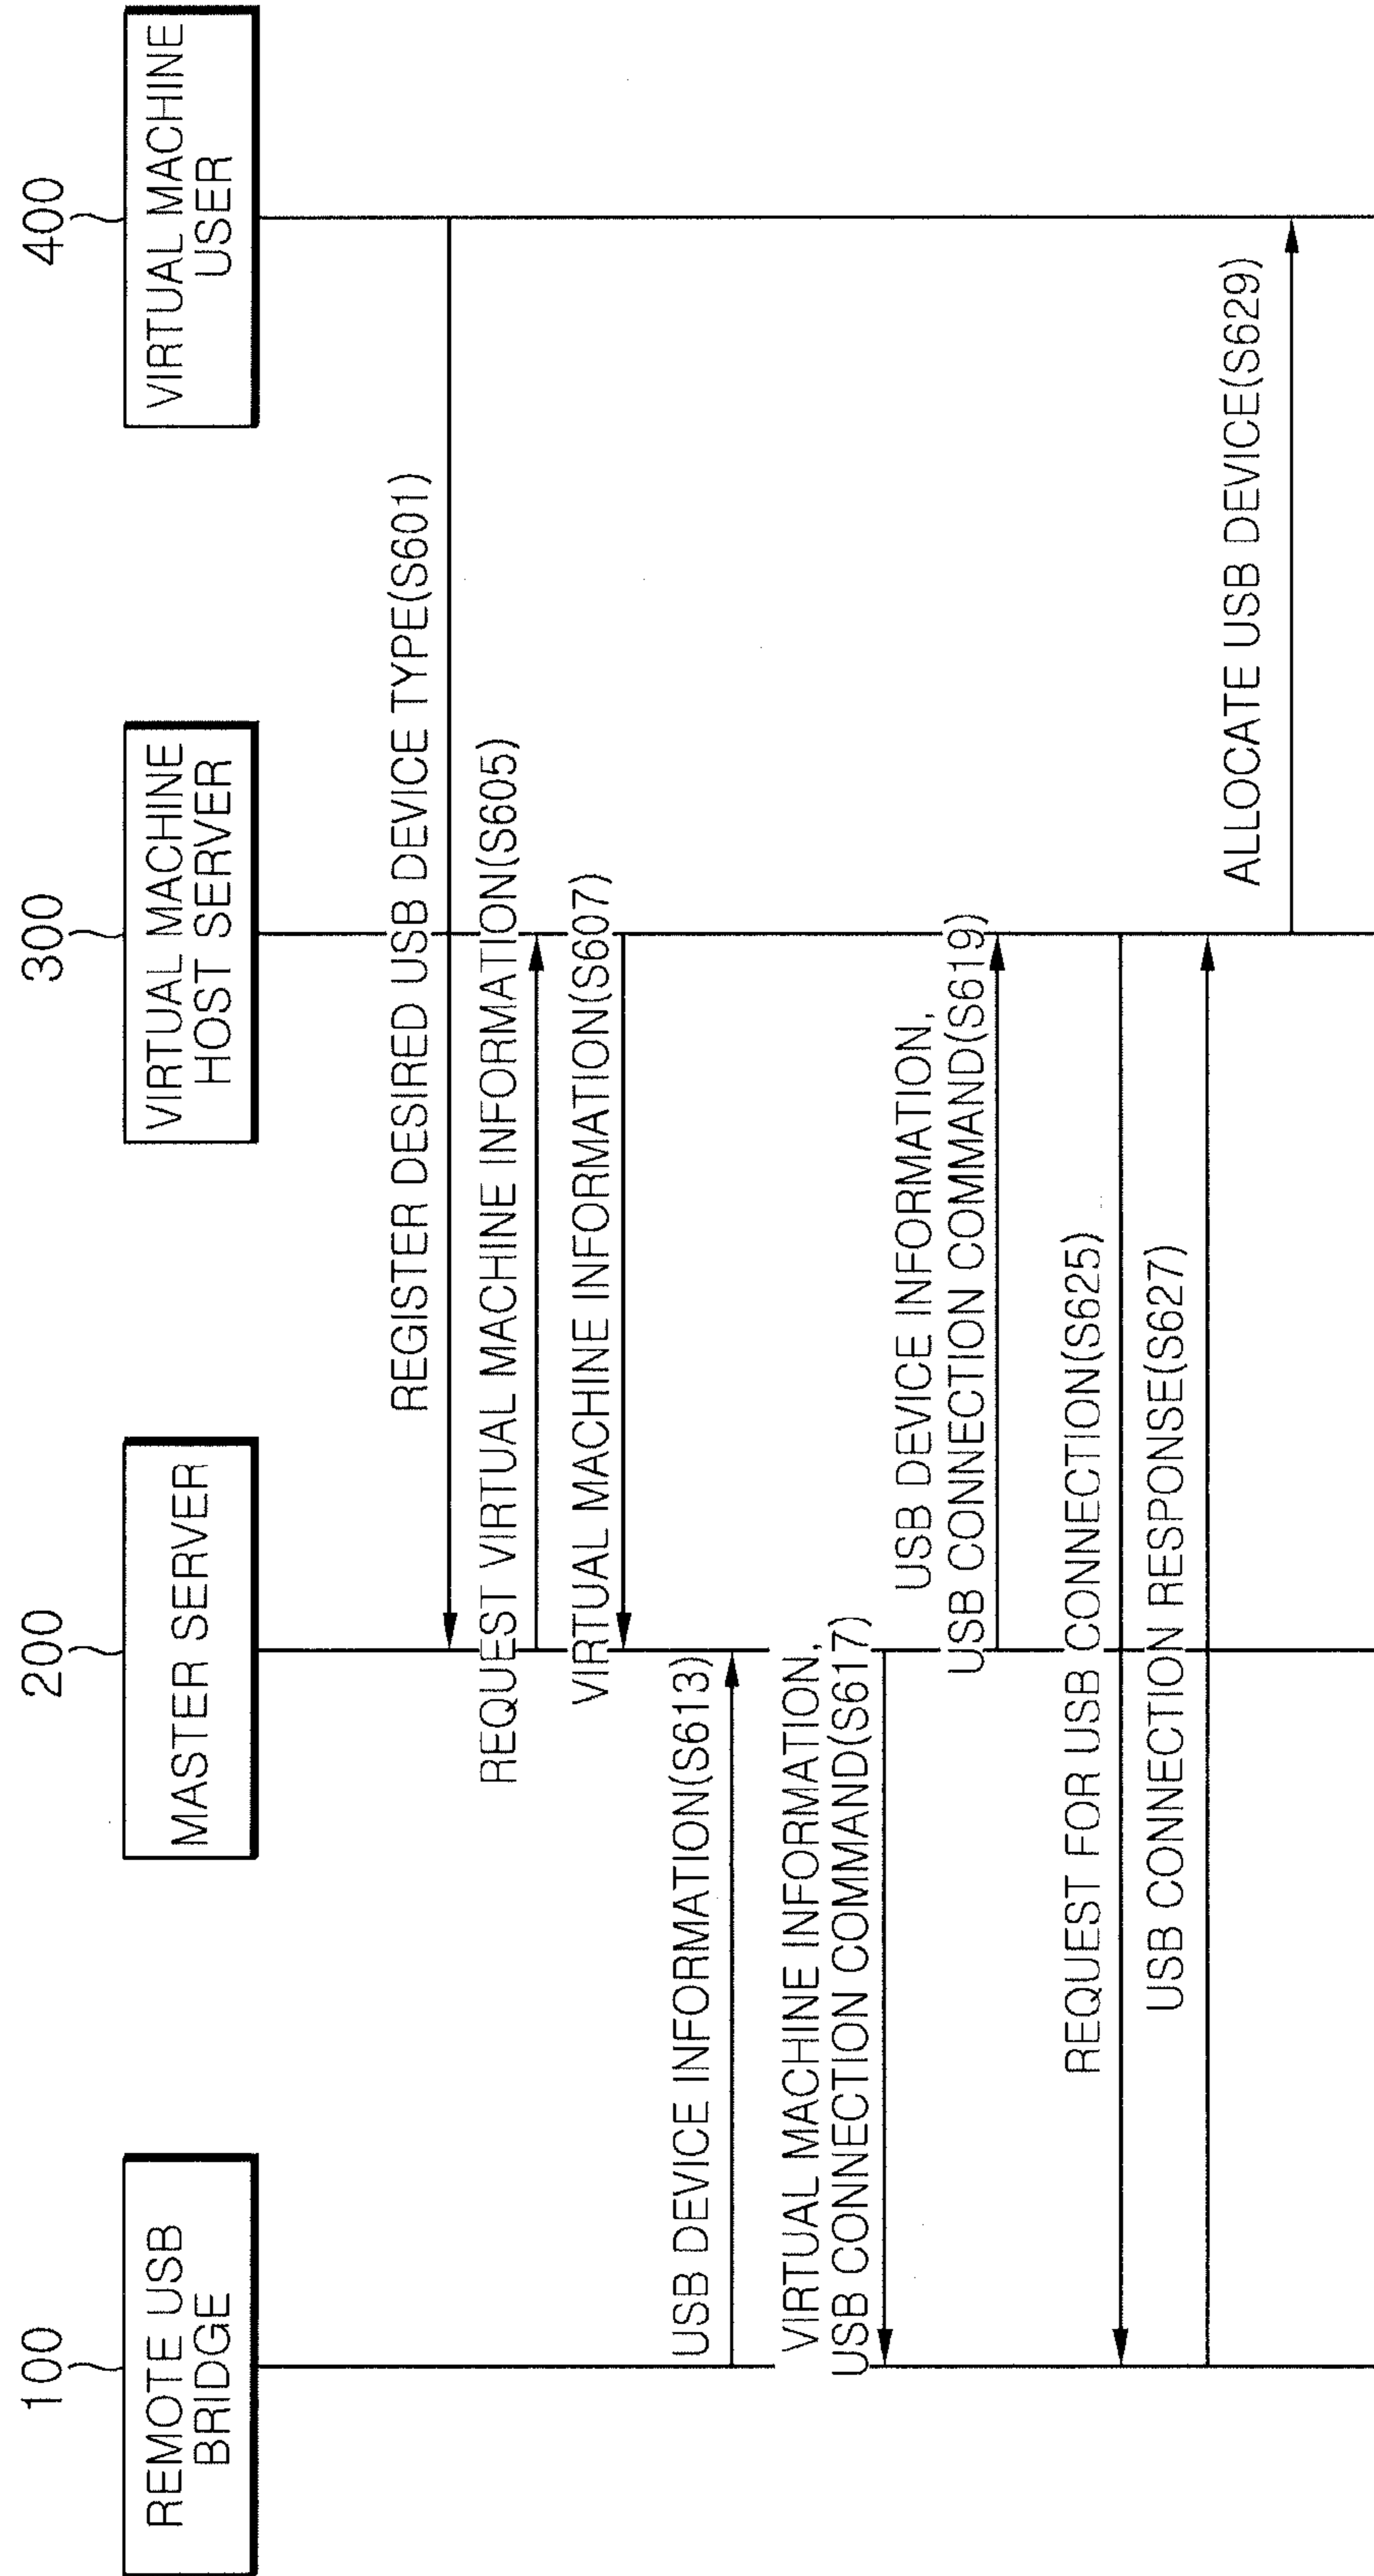 100
200
300
400
REMOTE USB
BRIDGE
MASTER SERVER
VIRTUAL MACHINE
HOST SERVER
VIRTUAL MACHINE
USER
REGISTER DESIRED USB DEVICE TYPE(S601)
REQUEST VIRTUAL MACHINE INFORMATION(S605)
VIRTUAL MACHINE INFORMATION(S607)
USB DEVICE INFORMATION(S613)
VIRTUAL MACHINE INFORMATION,
USB CONNECTION COMMAND(S617)
USB DEVICE INFORMATION,
USB CONNECTION COMMAND(S619)
REQUEST FOR USB CONNECTION(S625)
USB CONNECTION RESPONSE(S627)
ALLOCATE USB DEVICE(S629)